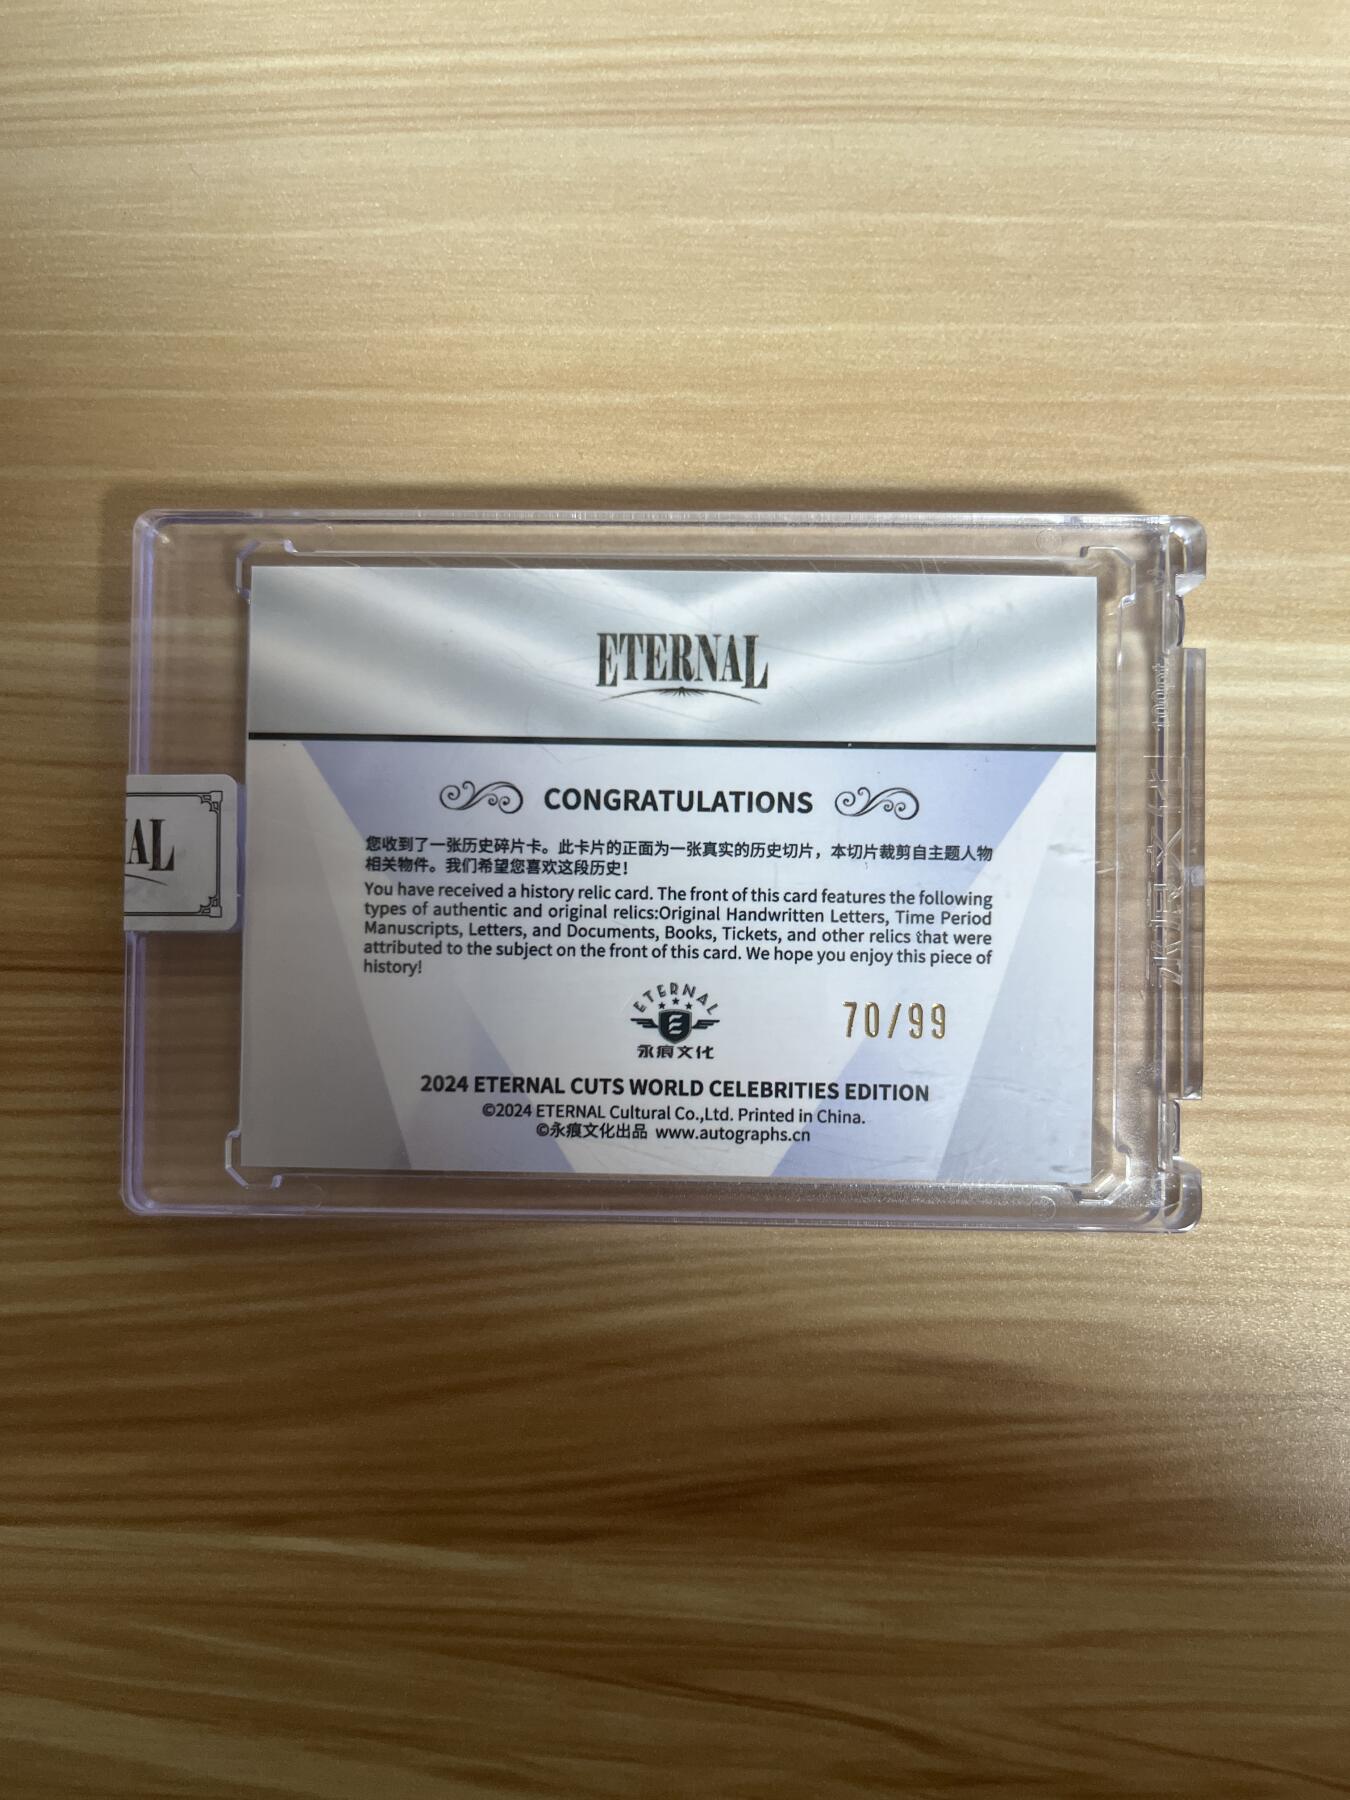 ETERNAL
CONGRATULATIONS
您收到了一张历史碎片卡。此卡片的正面为一张真实的历史切片，本切片裁剪自主题人物
相关物件。我们希望您喜欢这段历史！
You have received a history relic card. The front of this card features the following
types of authentic and original relics:Original Handwritten Letters, Time Period
Manuscripts, Letters, and Documents, Books, Tickets, and other relics that were
attributed to the subject on the front of this card. We hope you enjoy this piece of
history!
ETERNAL
永痕文化
70/99
2024 ETERNAL CUTS WORLD CELEBRITIES EDITION
©2024 ETERNAL Cultural Co.,Ltd. Printed in China.
©永痕文化出品 www.autographs.cn
AL
永痕文化